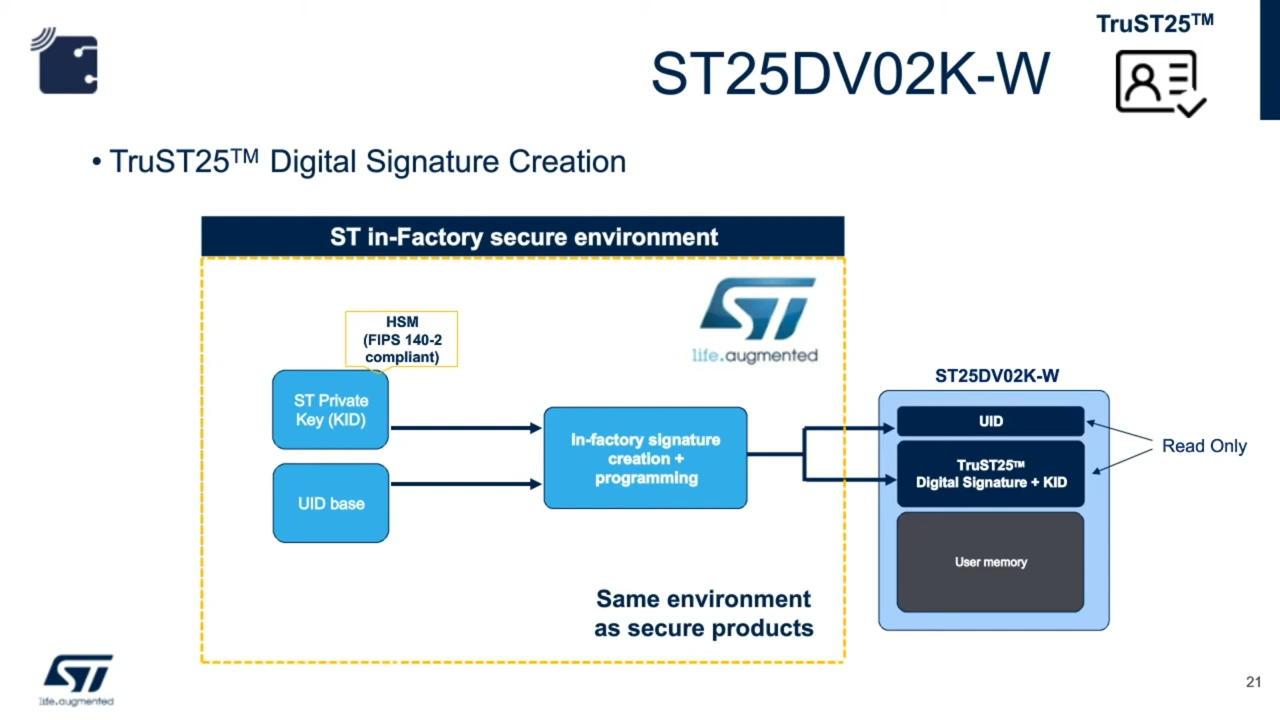 TruST25™
ST25DV02K-W
• TruST25™ Digital Signature Creation
ST in-Factory secure environment
ST
life.augmented
HSM
(FIPS 140-2
compliant)
ST Private
Key (KID)
UID base
In-factory signature
creation +
programming
Same environment
as secure products
ST25DV02K-W
UID
TruST25™
Digital Signature + KID
User memory
Read Only
ST
life.augmented
21